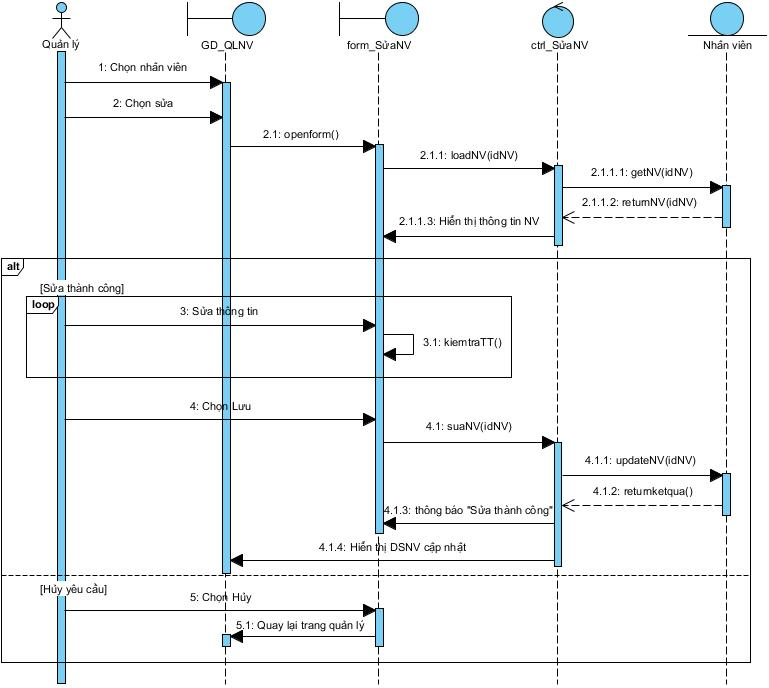 Quản lý
GD_QLNV
form_SửaNV
ctrl_SửaNV
Nhân viên
1: Chọn nhân viên
2: Chọn sửa
2.1: openform()
2.1.1: loadNV(idNV)
2.1.1.1: getNV(idNV)
2.1.1.2: returnNV(idNV)
2.1.1.3: Hiển thị thông tin NV
alt
[Sửa thành công]
loop
3: Sửa thông tin
3.1: kiemtraTT()
4: Chọn Lưu
4.1: suaNV(idNV)
4.1.1: updateNV(idNV)
4.1.2: returnketqua()
4.1.3: thông báo "Sửa thành công"
4.1.4: Hiển thị DSNV cập nhật
[Hủy yêu cầu]
5: Chọn Hủy
5.1: Quay lại trang quản lý